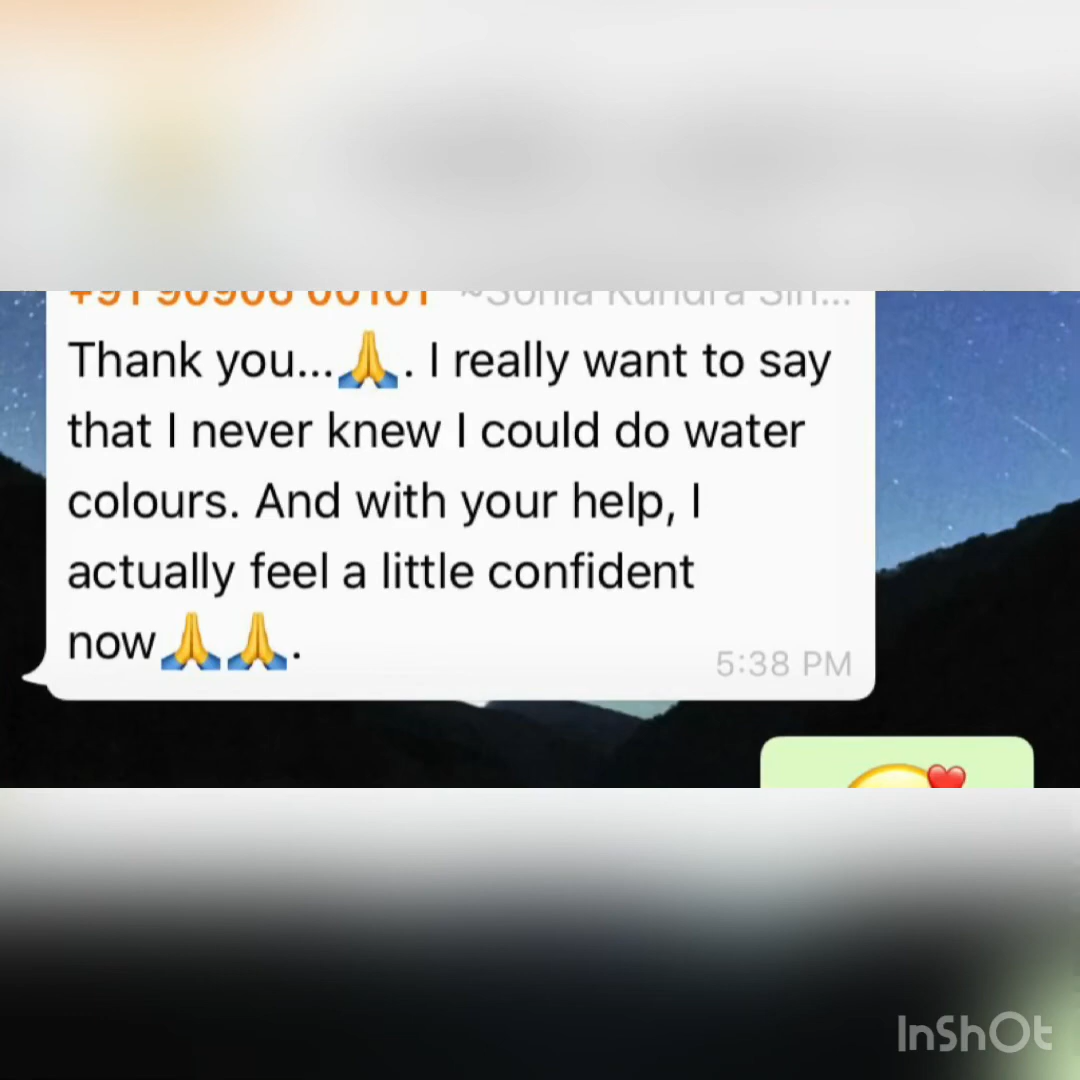 Thank you...🙏. I really want to say
that I never knew I could do water
colours. And with your help, I
actually feel a little confident
now🙏🙏.
5:38 PM
InShOt